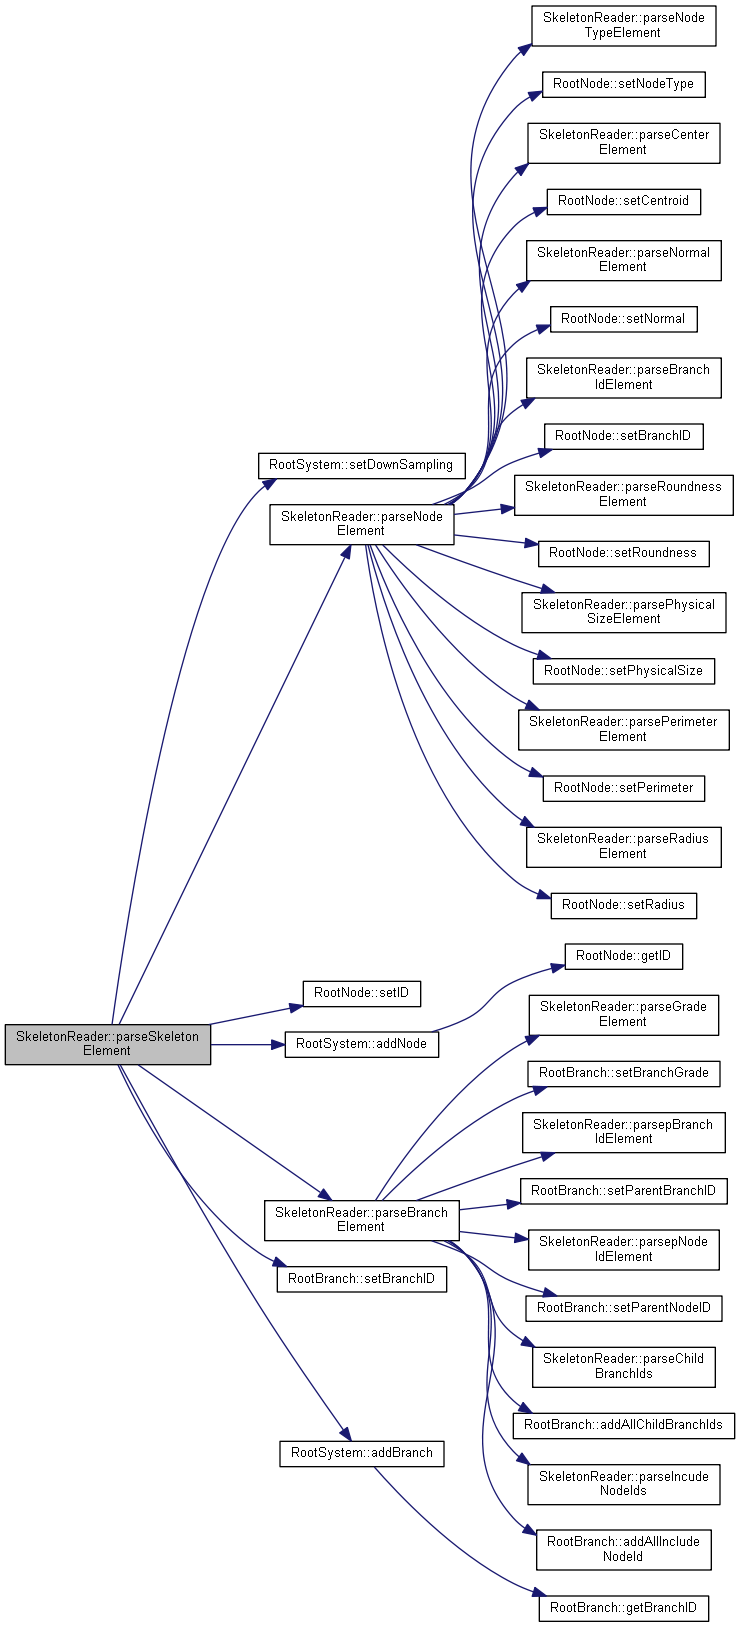 SkeletonReader::parseNode
TypeElement
RootNode::setNodeType
SkeletonReader::parseCenter
Element
RootNode::setCentroid
SkeletonReader::parseNormal
Element
RootNode::setNormal
SkeletonReader::parseBranch
IdElement
RootNode::setBranchID
RootSystem::setDownSampling
SkeletonReader::parseRoundness
Element
SkeletonReader::parseNode
Element
RootNode::setRoundness
SkeletonReader::parsePhysical
SizeElement
RootNode::setPhysicalSize
SkeletonReader::parsePerimeter
Element
RootNode::setPerimeter
SkeletonReader::parseRadius
Element
RootNode::setRadius
RootNode::getID
RootNode::setID
SkeletonReader::parseGrade
Element
SkeletonReader::parseSkeleton
Element
RootSystem::addNode
RootBranch::setBranchGrade
SkeletonReader::parsepBranch
IdElement
RootBranch::setParentBranchID
SkeletonReader::parseBranch
Element
SkeletonReader::parsepNode
IdElement
RootBranch::setBranchID
RootBranch::setParentNodeID
SkeletonReader::parseChild
BranchIds
RootBranch::addAllChildBranchIds
RootSystem::addBranch
SkeletonReader::parseIncude
NodeIds
RootBranch::addAllInclude
NodeId
RootBranch::getBranchID